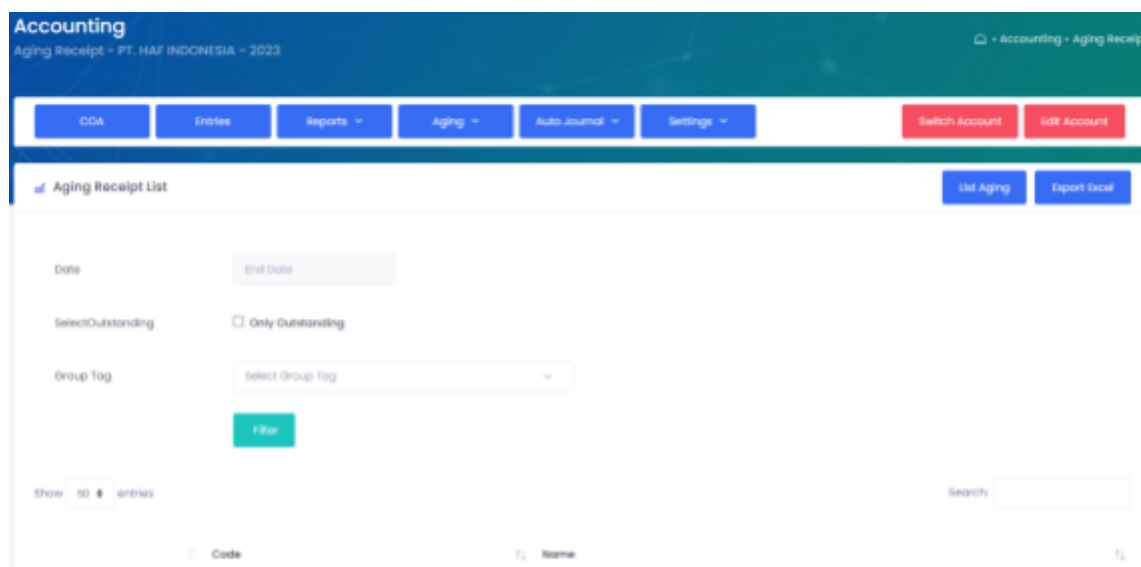 Accounting
Aging Receipt - PT. HAF INDONESIA - 2023
• Accounting • Aging Receip
COA Entries Reports Aging Auto Journal Settings Switch Account Edit Account
Aging Receipt List List Aging Export Excel
Date End Date
SelectOutstanding Only Outstanding
Group Tag Select Group Tag
Filter
Show 50 entries Search:
Code Name